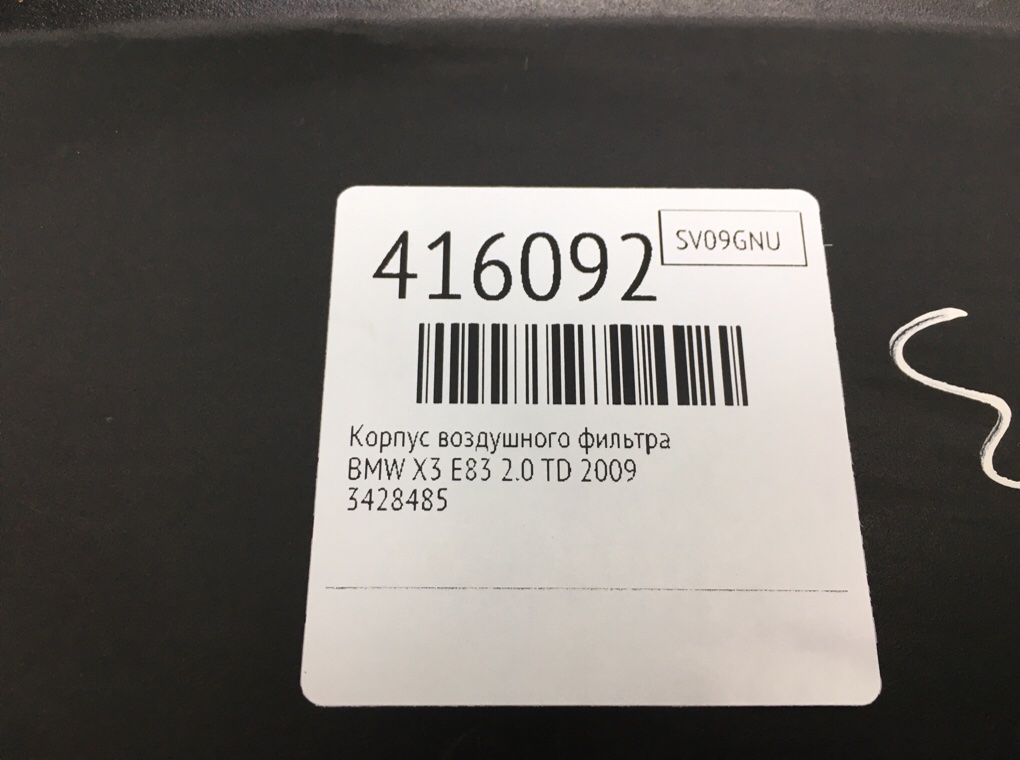 416092
SV09GNU
Корпус воздушного фильтра
BMW X3 E83 2.0 TD 2009
3428485